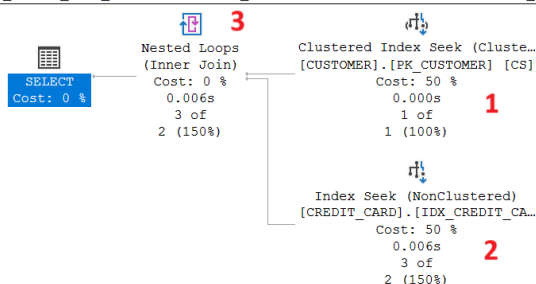 SELECT
Cost: 0 %
3
Nested Loops
(Inner Join)
Cost: 0 %
0.006s
3 of
2 (150%)
Clustered Index Seek (Cluste…
[CUSTOMER].[PK_CUSTOMER] [CS]
Cost: 50 %
0.000s
1 of
1 (100%)
1
Index Seek (NonClustered)
[CREDIT_CARD].[IDX_CREDIT_CA…
Cost: 50 %
0.006s
3 of
2 (150%)
2